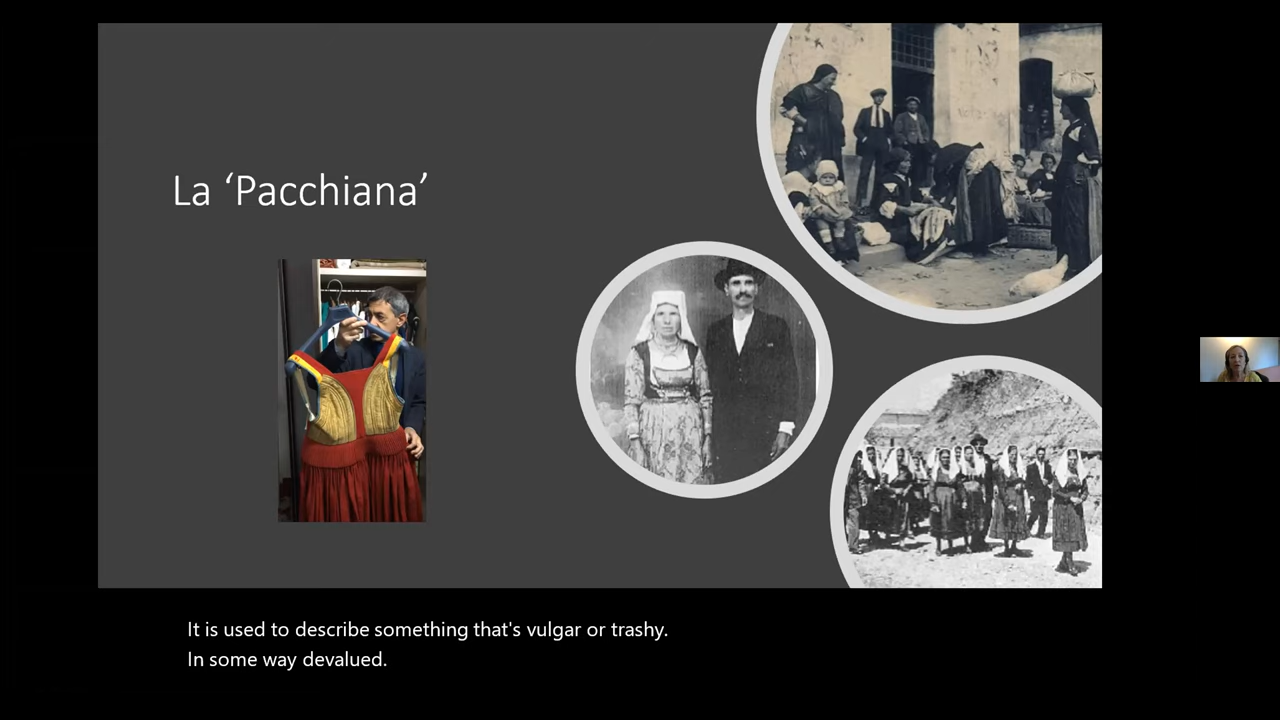 La ‘Pacchiana’
It is used to describe something that's vulgar or trashy.
In some way devalued.